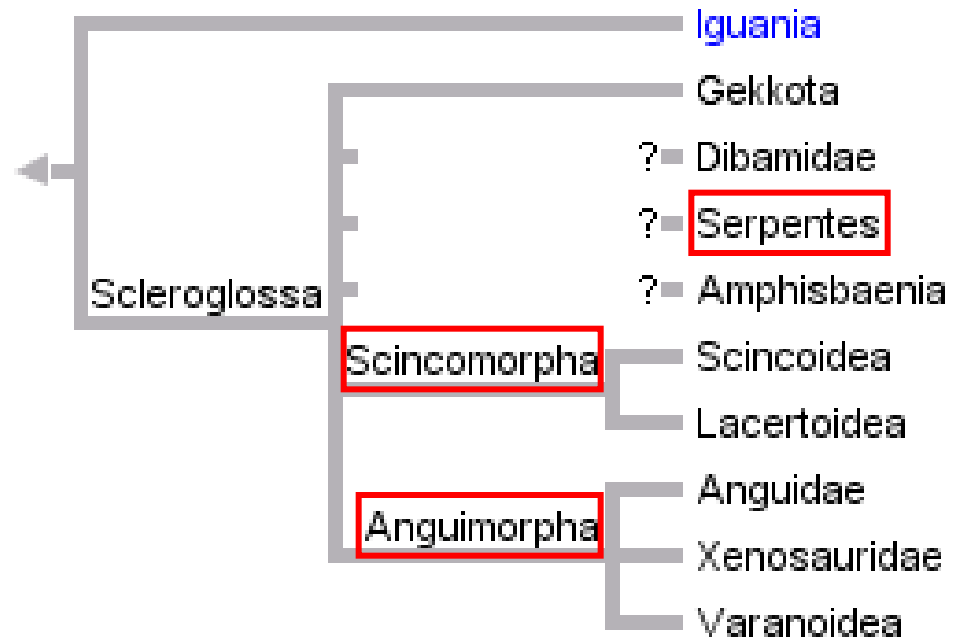 Iguania
Gekkota
? Dibamidae
? Serpentes
Scleroglossa
? Amphisbaenia
Scincomorpha
Scincoidea
Lacertoidea
Anguidae
Anguimorpha
Xenosauridae
Varanoidea